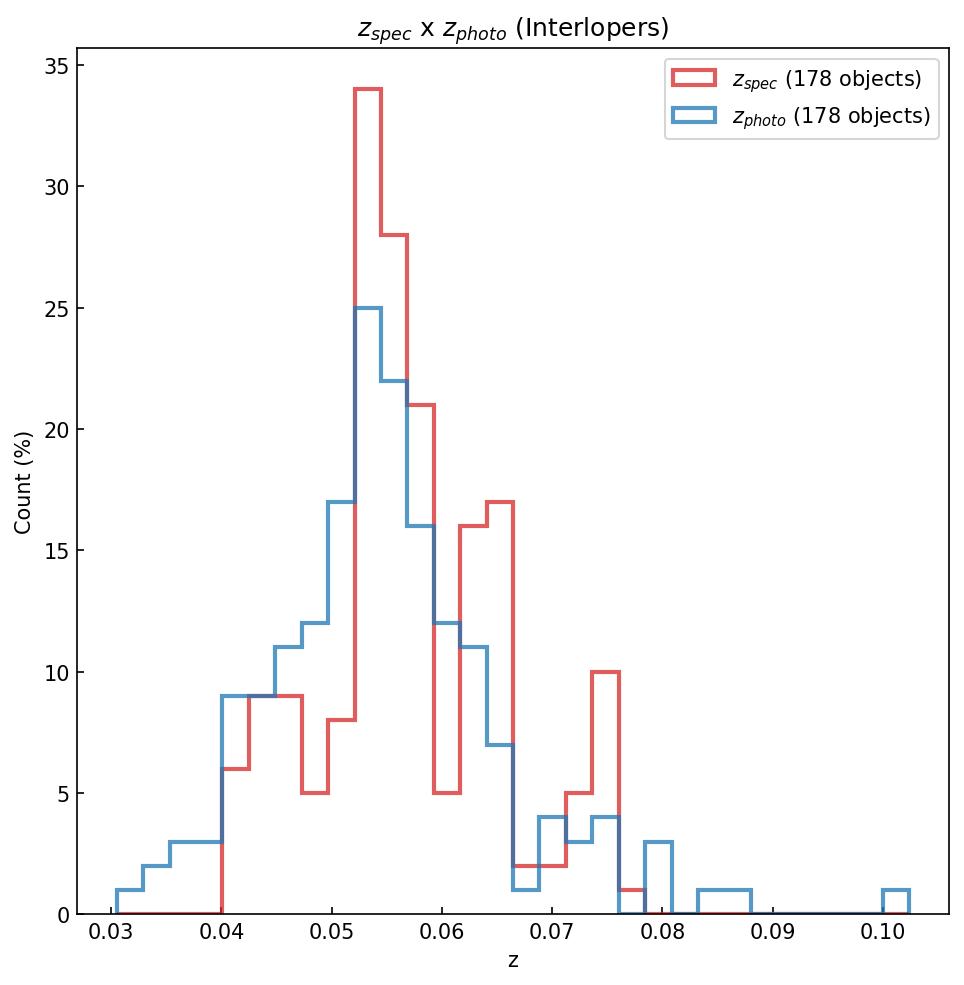 z_spec x z_photo (Interlopers)
z_spec (178 objects)
z_photo (178 objects)
Count (%)
35
30
25
20
15
10
5
0
0.03 0.04 0.05 0.06 0.07 0.08 0.09 0.10
z